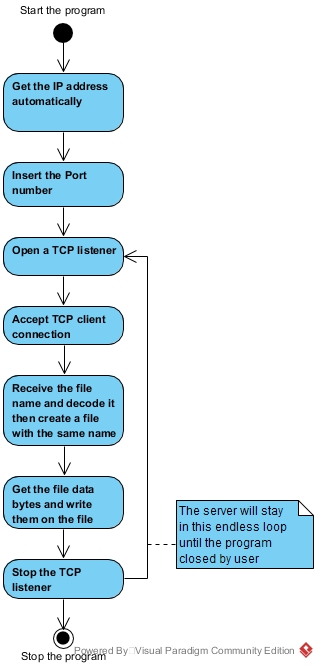 Start the program
Get the IP address
automatically
Insert the Port
number
Open a TCP listener
Accept TCP client
connection
Receive the file
name and decode it
then create a file
with the same name
Get the file data
bytes and write
them on the file
The server will stay
in this endless loop
until the program
closed by user
Stop the TCP
listener
Stop the program
Powered By Visual Paradigm Community Edition